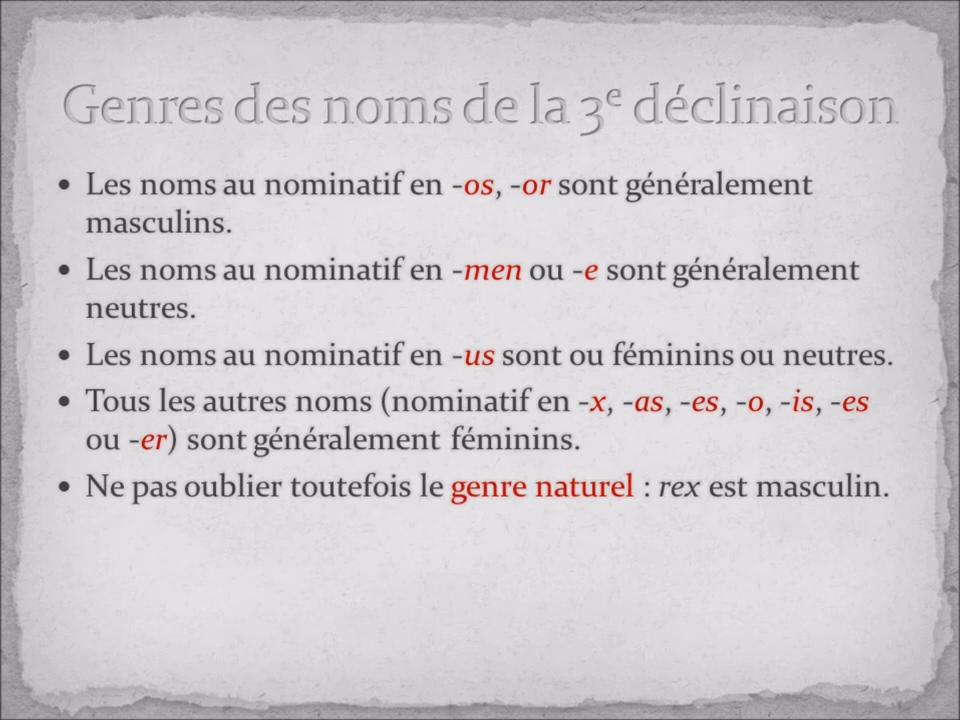 Genres des noms de la 3e déclinaison
• Les noms au nominatif en -os, -or sont généralement
masculins.
• Les noms au nominatif en -men ou -e sont généralement
neutres.
• Les noms au nominatif en -us sont ou féminins ou neutres.
• Tous les autres noms (nominatif en -x, -as, -es, -o, -is, -es
ou -er) sont généralement féminins.
• Ne pas oublier toutefois le genre naturel : rex est masculin.